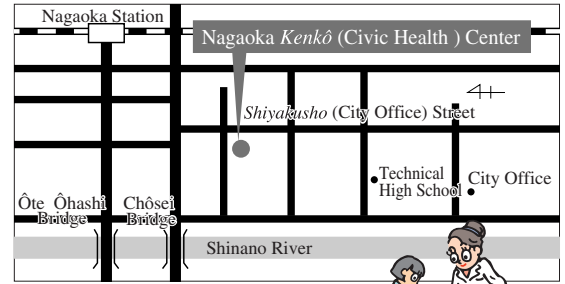 Nagaoka Station
Nagaoka Kenkô (Civic Health ) Center
Shiyakusho (City Office) Street
Technical
High School
City Office
Ôte Ôhashi
Bridge
Chôsei
Bridge
Shinano River